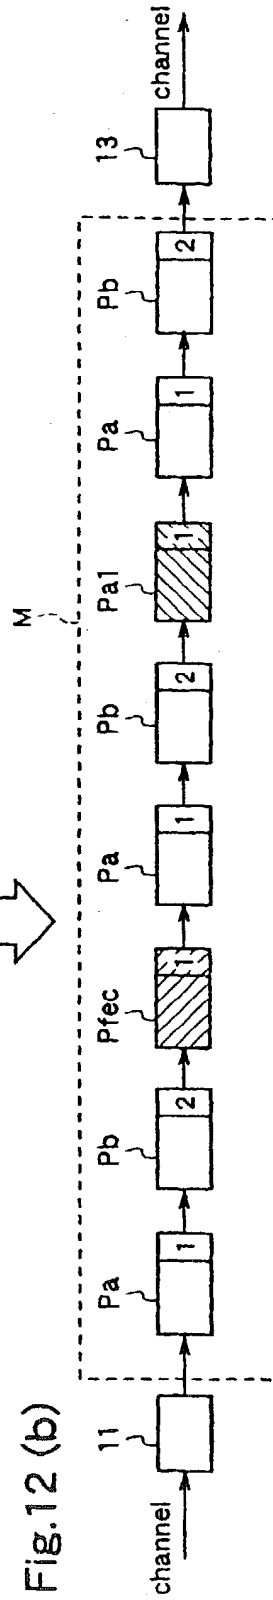 Fig.12 (b)
M
11 Pa Pb Pfec Pa Pb Pa1 Pa Pb 13
channel 1 2 1 1 2 1 1 2 channel